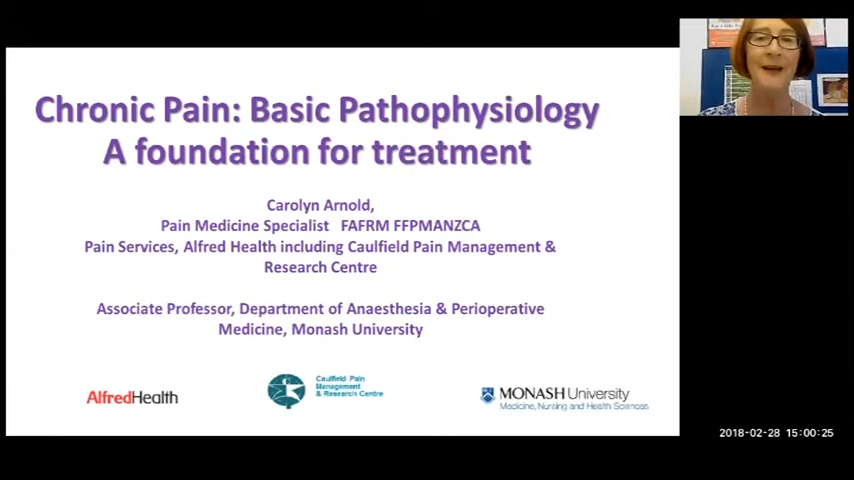 Chronic Pain: Basic Pathophysiology
A foundation for treatment
Carolyn Arnold,
Pain Medicine Specialist FAFRM FFPMANZCA
Pain Services, Alfred Health including Caulfield Pain Management &
Research Centre
Associate Professor, Department of Anaesthesia & Perioperative
Medicine, Monash University
AlfredHealth
Caulfield Pain
Management
& Research Centre
MONASH University
Medicine, Nursing and Health Sciences
2018-02-28 15:00:25